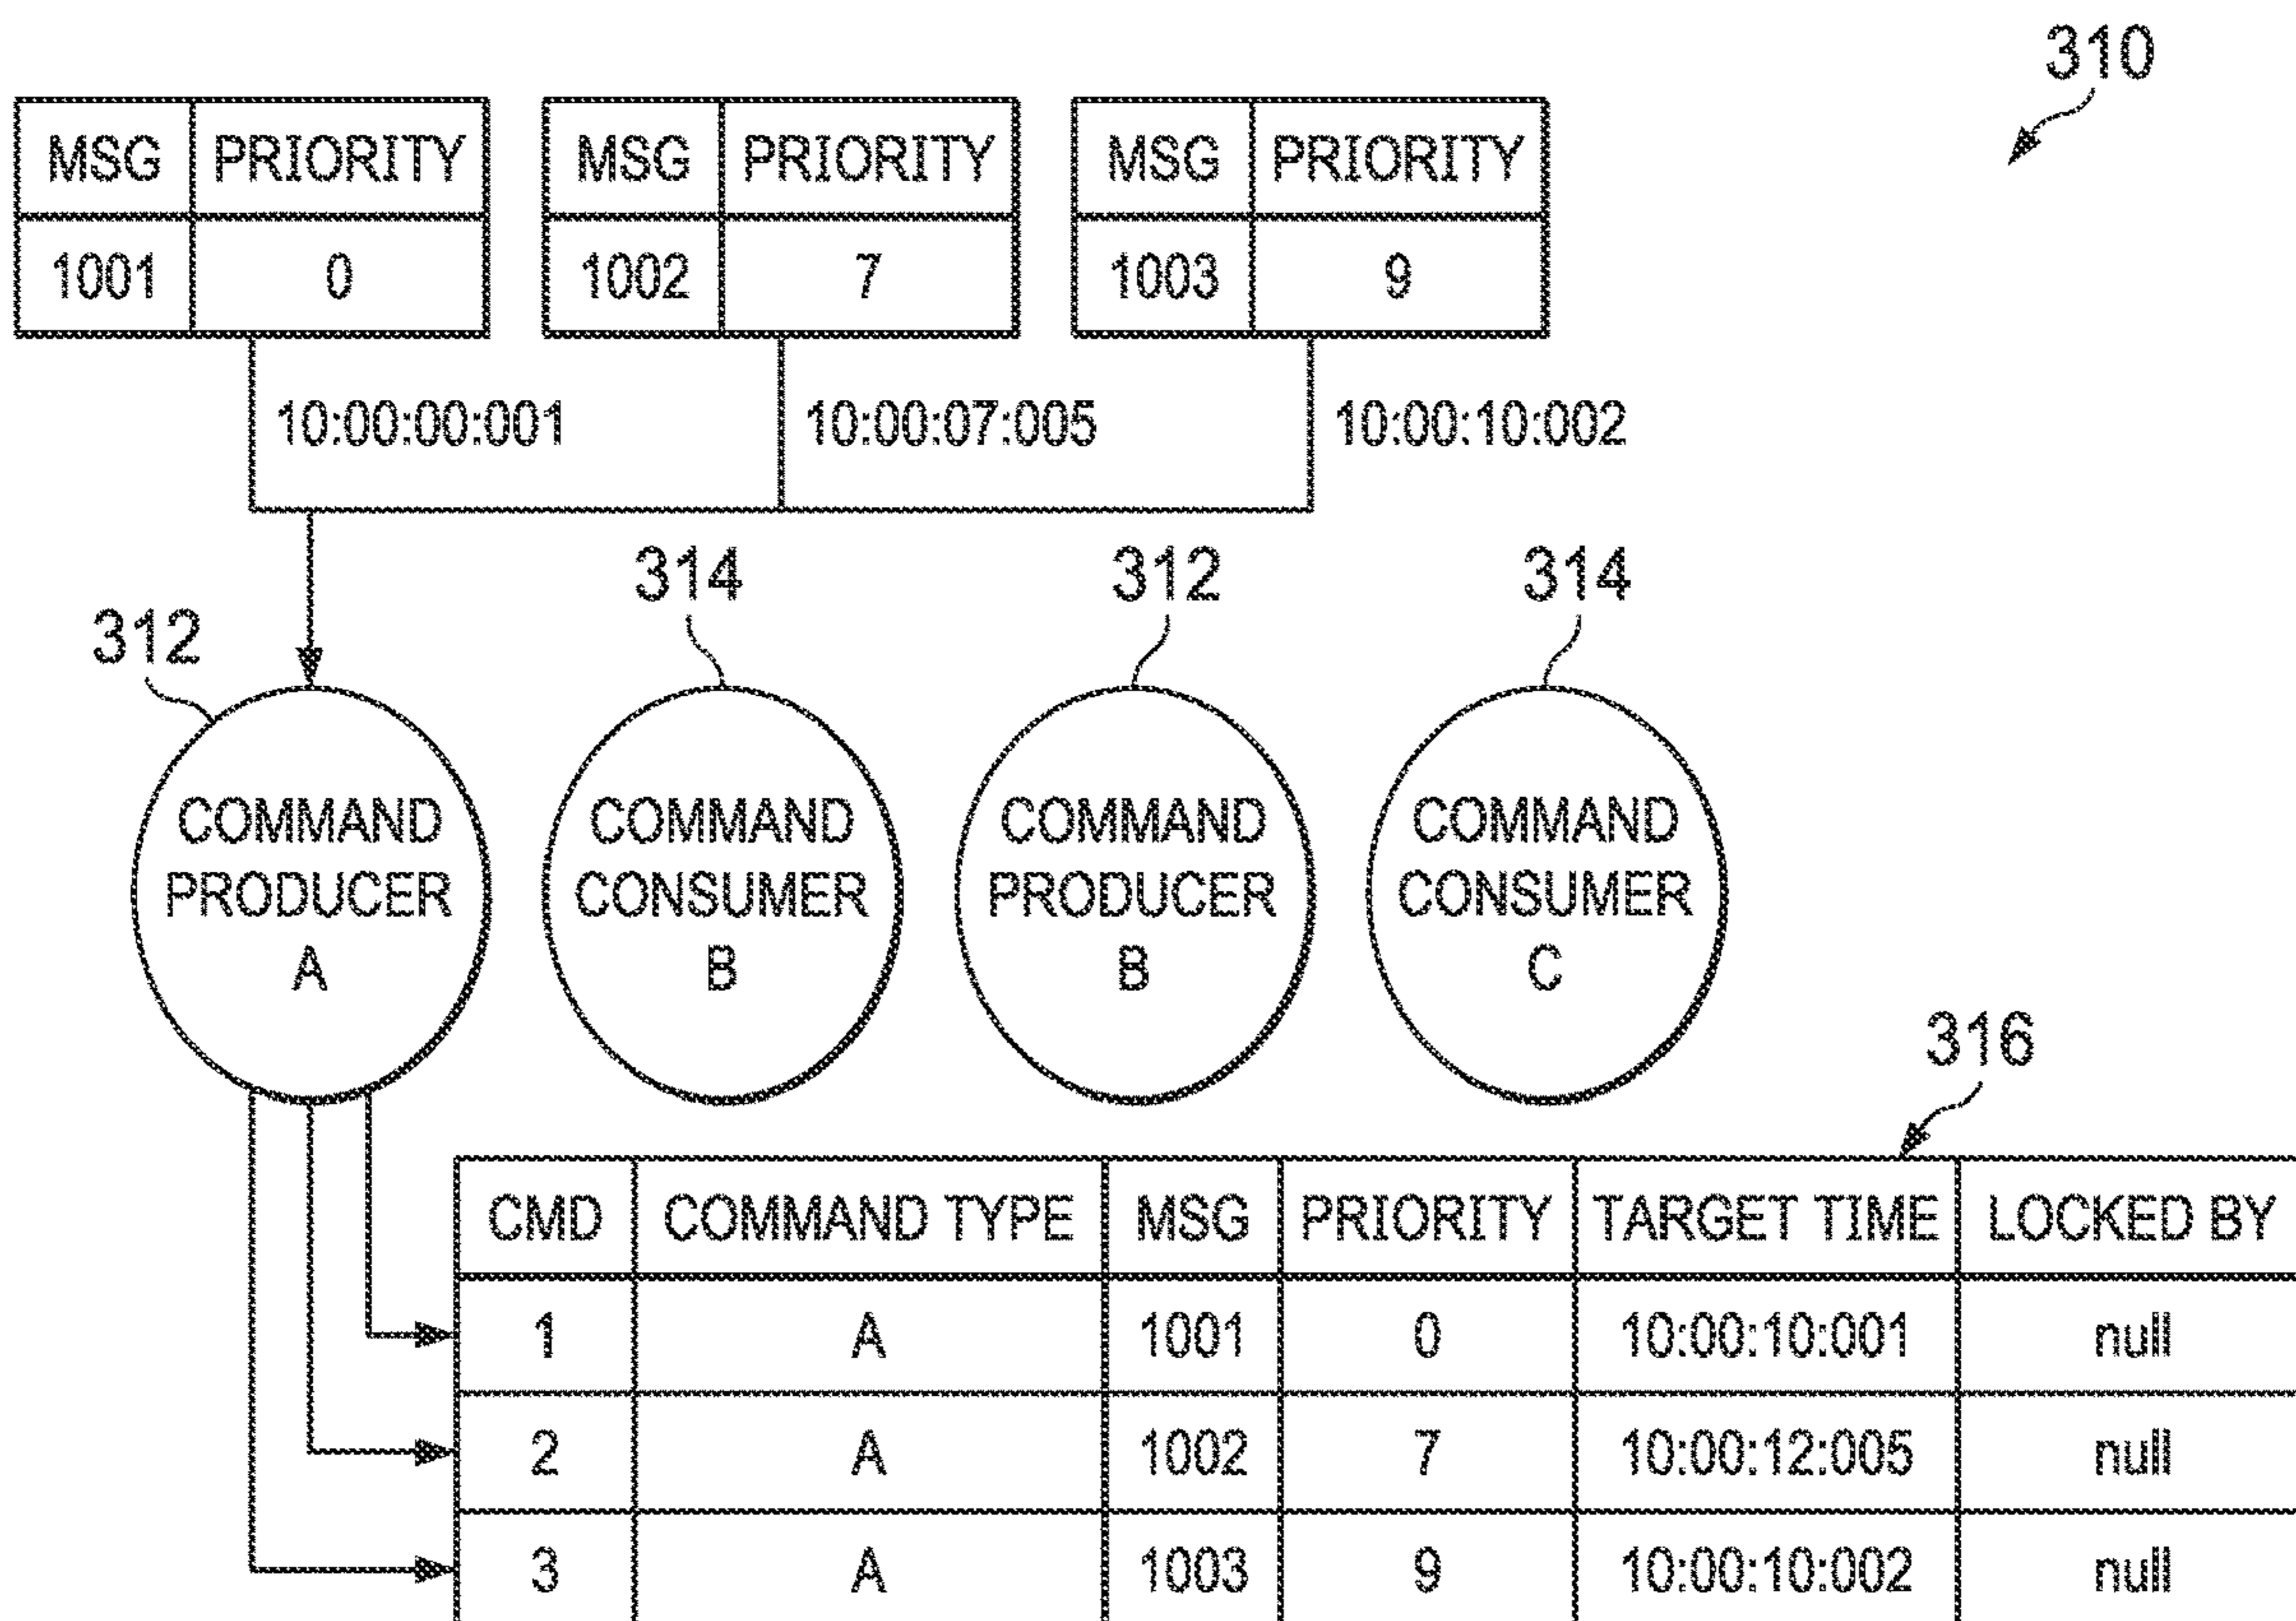 310
MSG PRIORITY MSG PRIORITY MSG PRIORITY
1001 0 1002 7 1003 9
10:00:00:001 10:00:07:005 10:00:10:002
312 314 312 314
COMMAND PRODUCER A
COMMAND CONSUMER B
COMMAND PRODUCER B
COMMAND CONSUMER C
316
CMD COMMAND TYPE MSG PRIORITY TARGET TIME LOCKED BY
1 A 1001 0 10:00:10:001 null
2 A 1002 7 10:00:12:005 null
3 A 1003 9 10:00:10:002 null